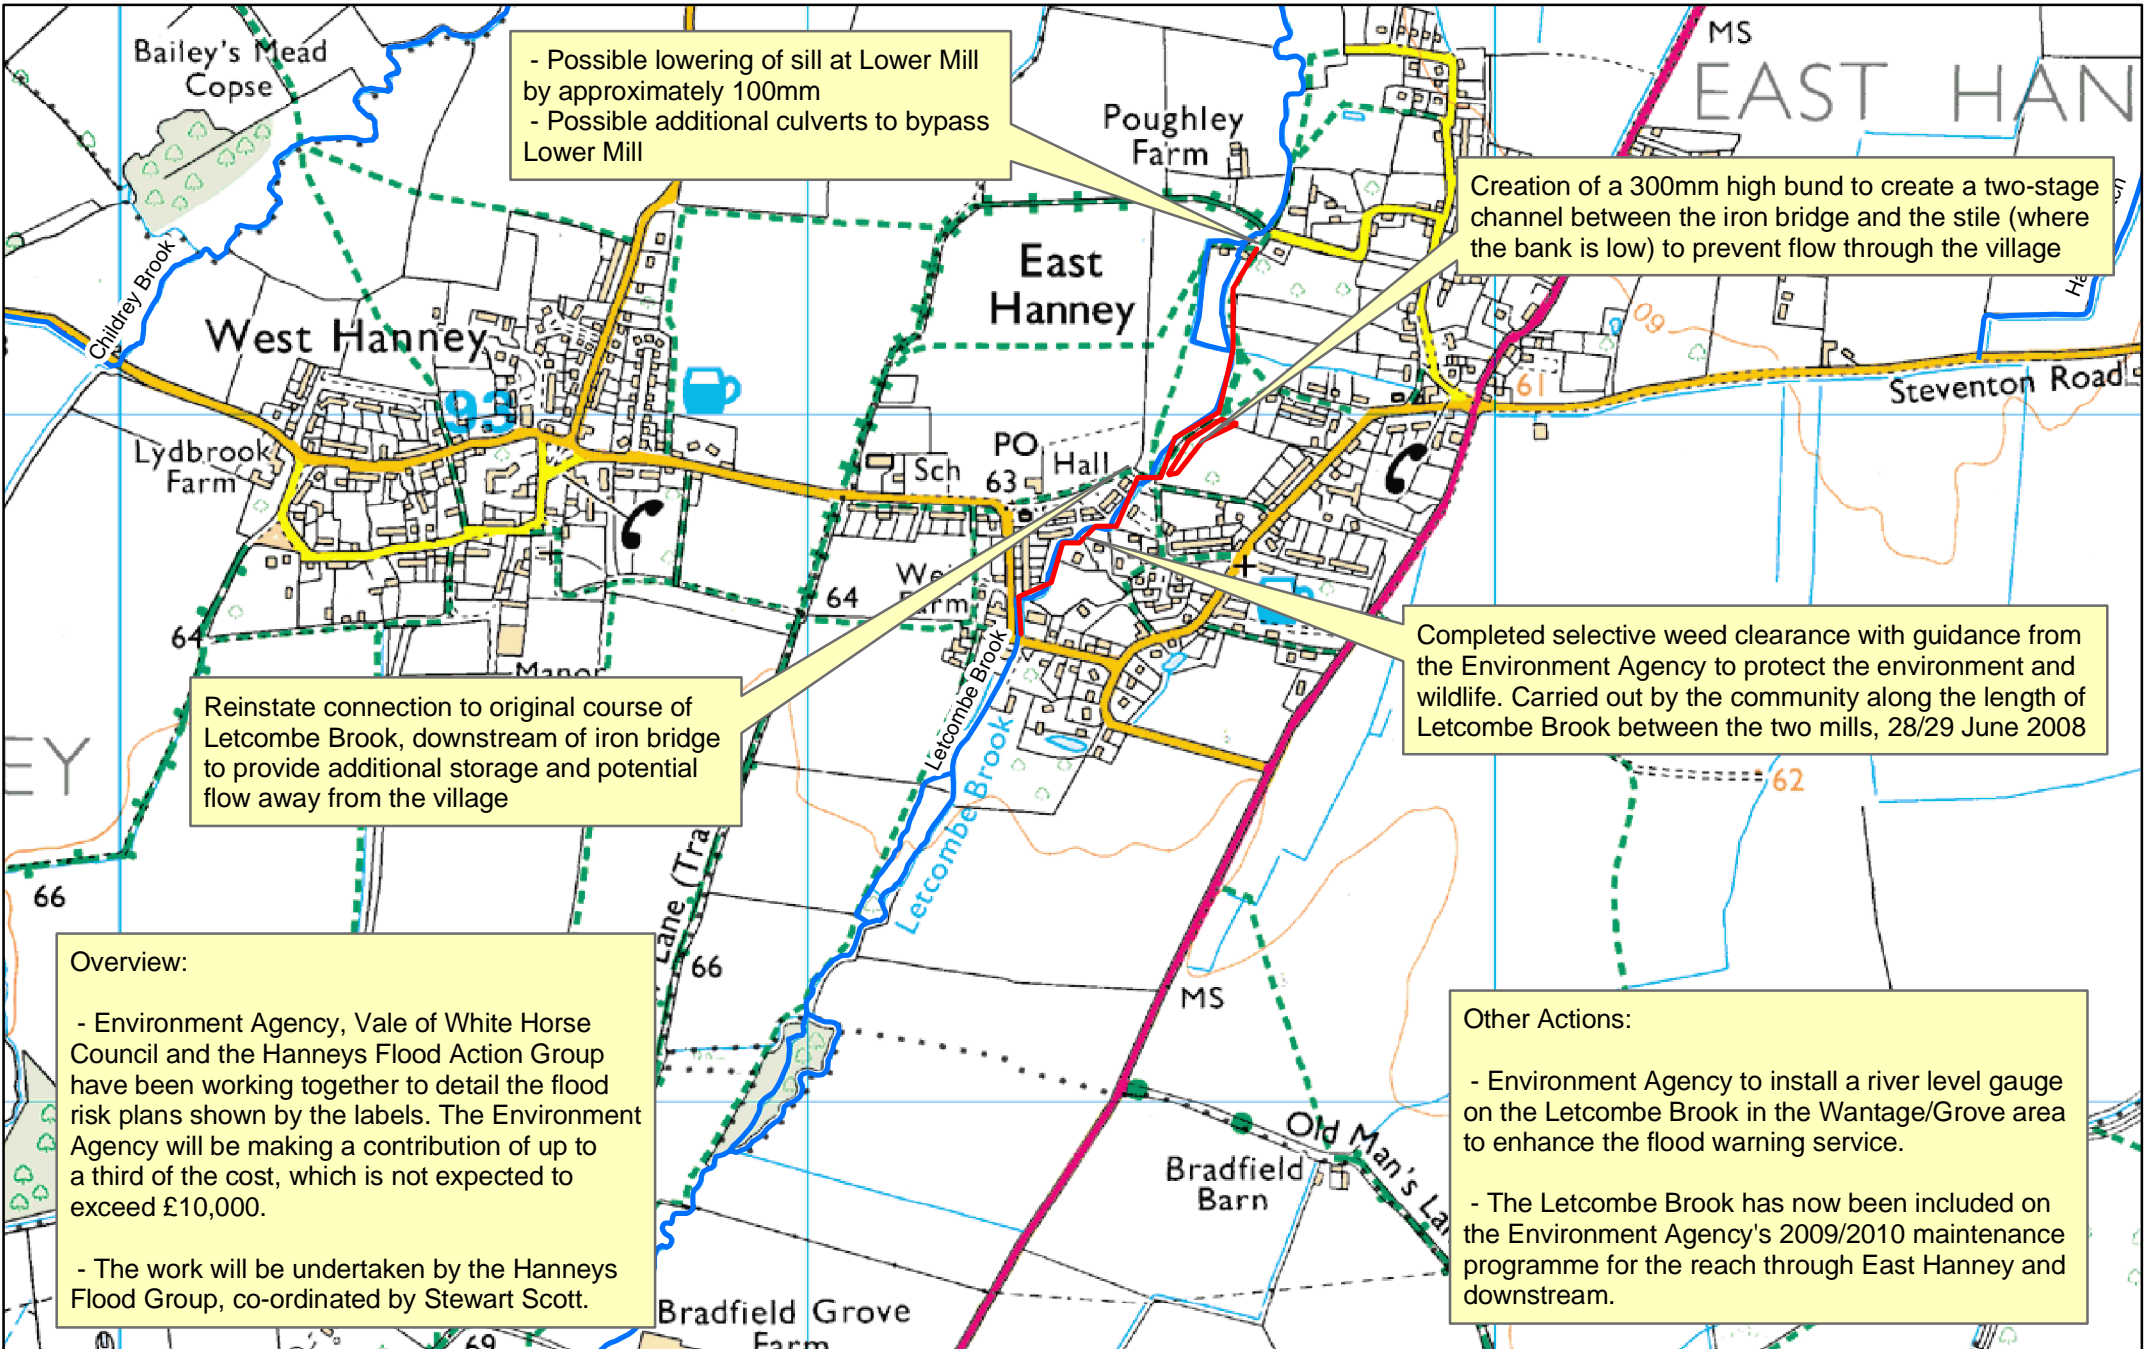 Bailey's Mead
Copse
- Possible lowering of sill at Lower Mill
by approximately 100mm
- Possible additional culverts to bypass
Lower Mill
Poughley
Farm
MS
EAST HAN
Creation of a 300mm high bund to create a two-stage
channel between the iron bridge and the stile (where
the bank is low) to prevent flow through the village
Childrey Brook
West Hanney
East
Hanney
60
61
Steventon Road
93
Lydbrook
Farm
Sch
PO
63
Hall
64
Farm
64
Manor
Completed selective weed clearance with guidance from
the Environment Agency to protect the environment and
wildlife. Carried out by the community along the length of
Letcombe Brook between the two mills, 28/29 June 2008
Reinstate connection to original course of
Letcombe Brook, downstream of iron bridge
to provide additional storage and potential
flow away from the village
Letcombe Brook
Letcombe Brook
EY
62
66
Lane (Tra
66
MS
Overview:
- Environment Agency, Vale of White Horse
Council and the Hanneys Flood Action Group
have been working together to detail the flood
risk plans shown by the labels. The Environment
Agency will be making a contribution of up to
a third of the cost, which is not expected to
exceed £10,000.
- The work will be undertaken by the Hanneys
Flood Group, co-ordinated by Stewart Scott.
Old Man's La
Bradfield
Barn
Other Actions:
- Environment Agency to install a river level gauge
on the Letcombe Brook in the Wantage/Grove area
to enhance the flood warning service.
- The Letcombe Brook has now been included on
the Environment Agency's 2009/2010 maintenance
programme for the reach through East Hanney and
downstream.
Bradfield Grove
Farm
69